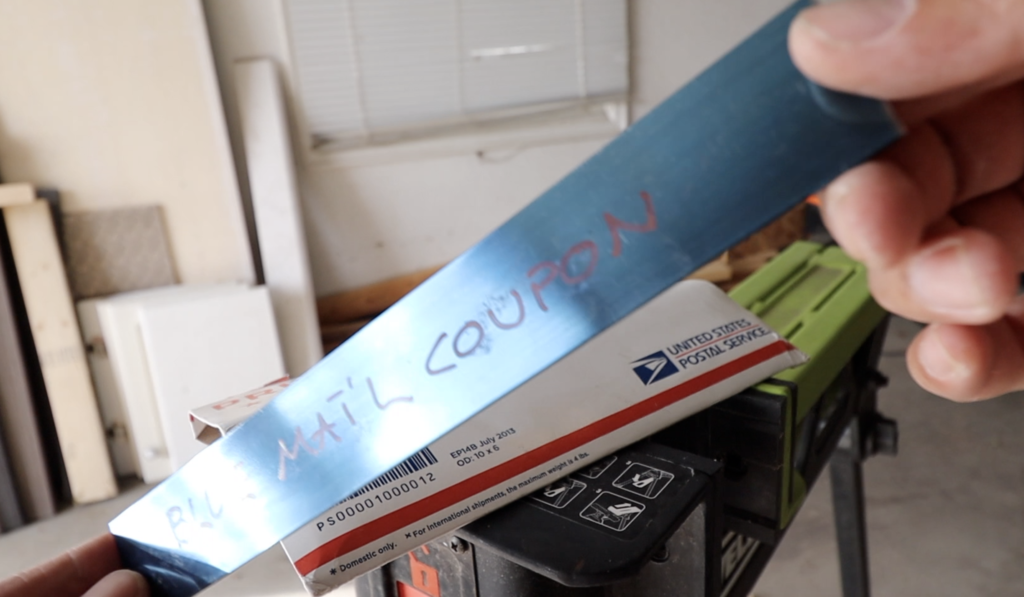 BLUE MAIL COUPON
UNITED STATES
POSTAL SERVICE
EP14B July 2013
OD: 10 x 6
PS00001000012
* Domestic only. * For International shipments, the maximum weight is 4 lbs.